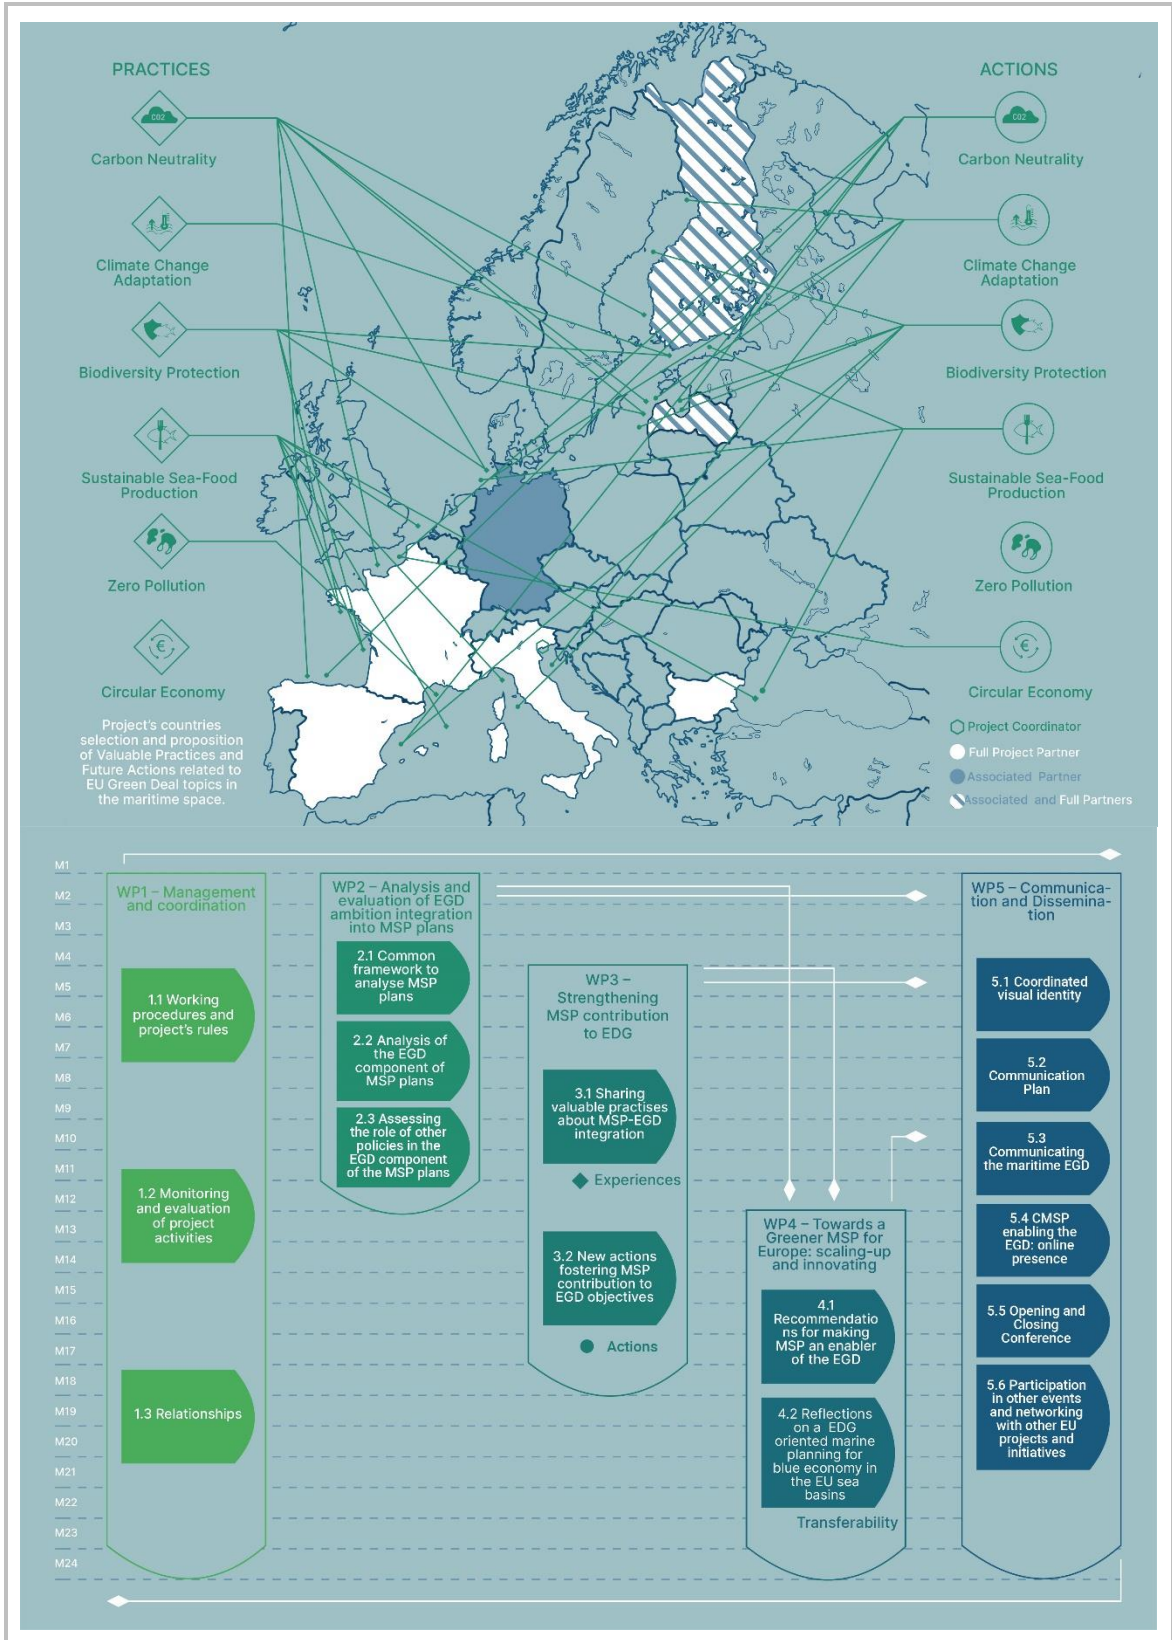 PRACTICES
CO2
Carbon Neutrality
Climate Change
Adaptation
Biodiversity Protection
Sustainable Sea-Food
Production
Zero Pollution
€
Circular Economy
Project's countries
selection and proposition
of Valuable Practices and
Future Actions related to
EU Green Deal topics in
the maritime space.
ACTIONS
CO2
Carbon Neutrality
Climate Change
Adaptation
Biodiversity Protection
Sustainable Sea-Food
Production
Zero Pollution
€
Circular Economy
Project Coordinator
Full Project Partner
Associated Partner
Associated and Full Partners
M1
M2
M3
M4
M5
M6
M7
M8
M9
M10
M11
M12
M13
M14
M15
M16
M17
M18
M19
M20
M21
M22
M23
M24
WP1 – Management
and coordination
1.1 Working
procedures and
project's rules
1.2 Monitoring
and evaluation
of project
activities
1.3 Relationships
WP2 – Analysis and
evaluation of EGD
ambition integration
into MSP plans
2.1 Common
framework to
analyse MSP
plans
2.2 Analysis of
the EGD
component of
MSP plans
2.3 Assessing
the role of other
policies in the
EGD component
of the MSP plans
WP3 –
Strengthening
MSP contribution
to EDG
3.1 Sharing
valuable practises
about MSP-EGD
integration
Experiences
3.2 New actions
fostering MSP
contribution to
EGD objectives
Actions
WP4 – Towards a
Greener MSP for
Europe: scaling-up
and innovating
4.1
Recommendatio
ns for making
MSP an enabler
of the EGD
4.2 Reflections
on a EDG
oriented marine
planning for
blue economy in
the EU sea
basins
Transferability
WP5 – Communica-
tion and Dissemina-
tion
5.1 Coordinated
visual identity
5.2
Communication
Plan
5.3
Communicating
the maritime EGD
5.4 CMSP
enabling the
EGD: online
presence
5.5 Opening and
Closing
Conference
5.6 Participation
in other events
and networking
with other EU
projects and
initiatives